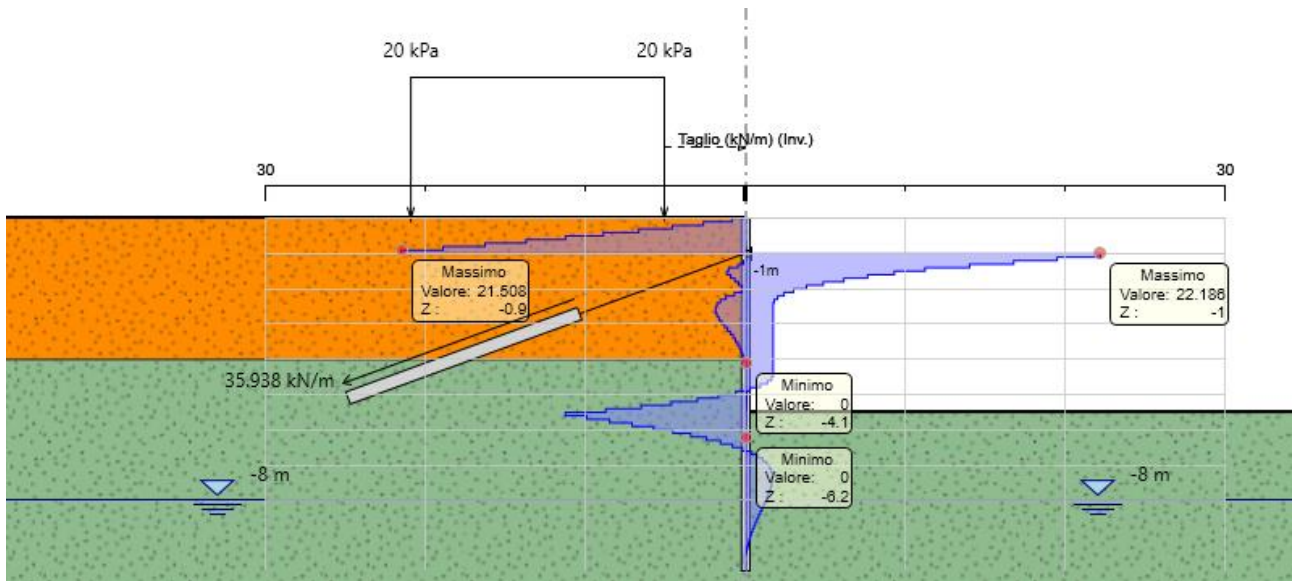 20 kPa
20 kPa
Taglio (kN/m) (Inv.)
30
30
-1m
Massimo
Valore: 21.508
Z : -0.9
Massimo
Valore: 22.186
Z : -1
35.938 kN/m
Minimo
Valore: 0
Z : -4.1
Minimo
Valore: 0
Z : -6.2
-8 m
-8 m